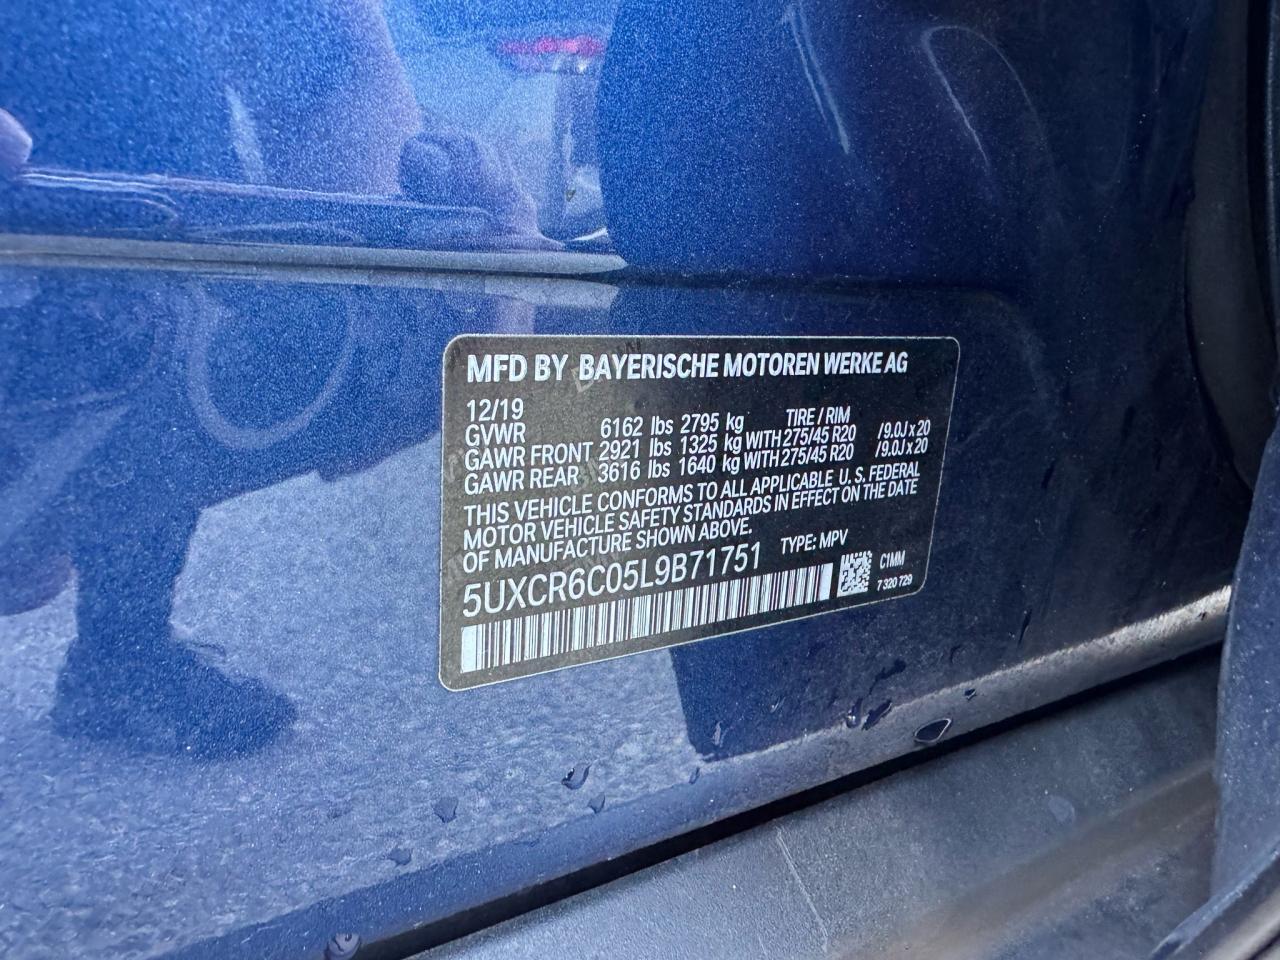 MFD BY BAYERISCHE MOTOREN WERKE AG
12/19 TIRE / RIM
GVWR 6162 lbs 2795 kg
GAWR FRONT 2921 lbs 1325 kg WITH 275/45 R20 /9.0J x 20
GAWR REAR 3616 lbs 1640 kg WITH 275/45 R20 /9.0J x 20
THIS VEHICLE CONFORMS TO ALL APPLICABLE U. S. FEDERAL
MOTOR VEHICLE SAFETY STANDARDS IN EFFECT ON THE DATE
OF MANUFACTURE SHOWN ABOVE.
5UXCR6C05L9B71751 TYPE: MPV
C1MM
7 320 729